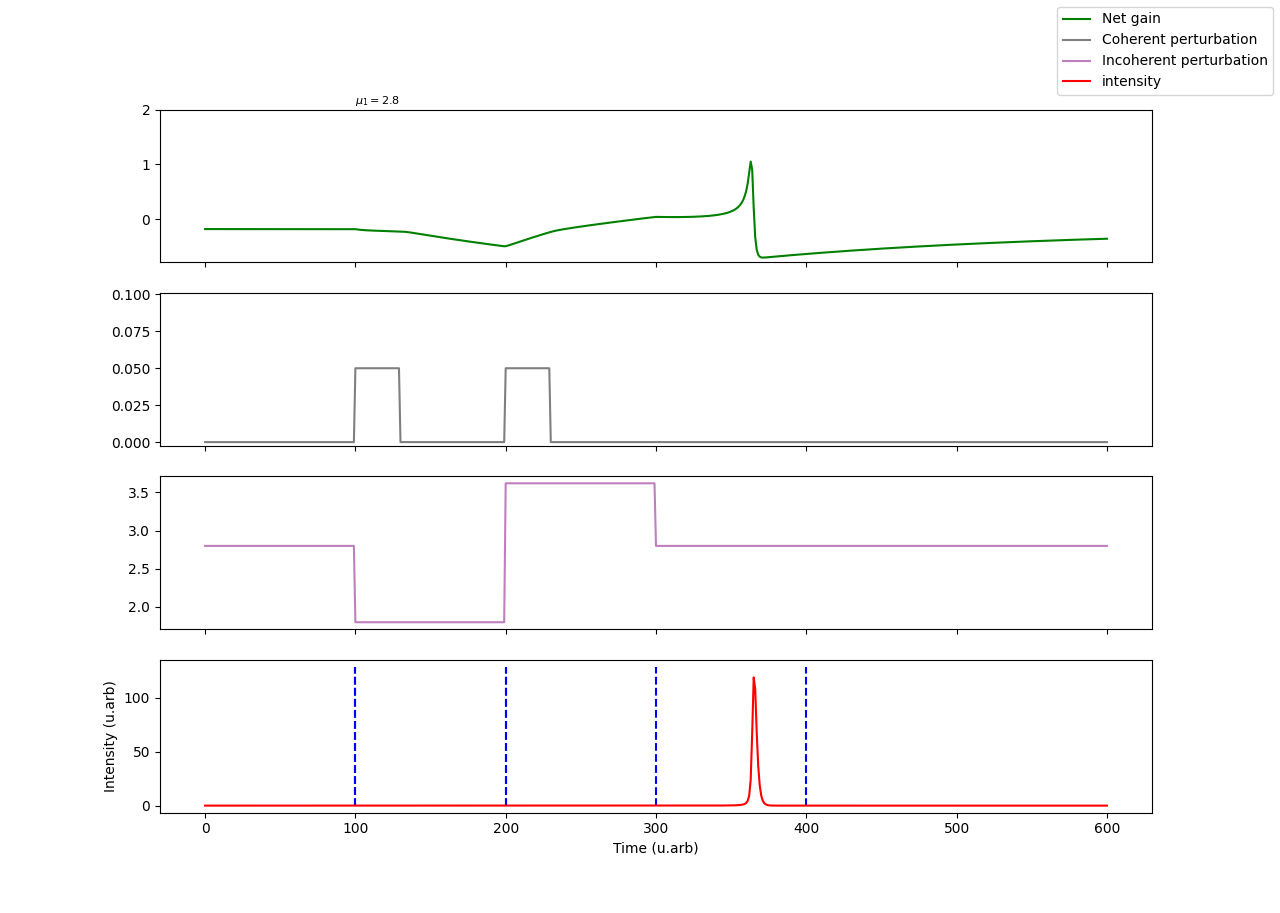 Net gain
Coherent perturbation
Incoherent perturbation
intensity
μ₁ = 2.8
2
1
0
0.100
0.075
0.050
0.025
0.000
3.5
3.0
2.5
2.0
Intensity (u.arb)
100
50
0
0 100 200 300 400 500 600
Time (u.arb)